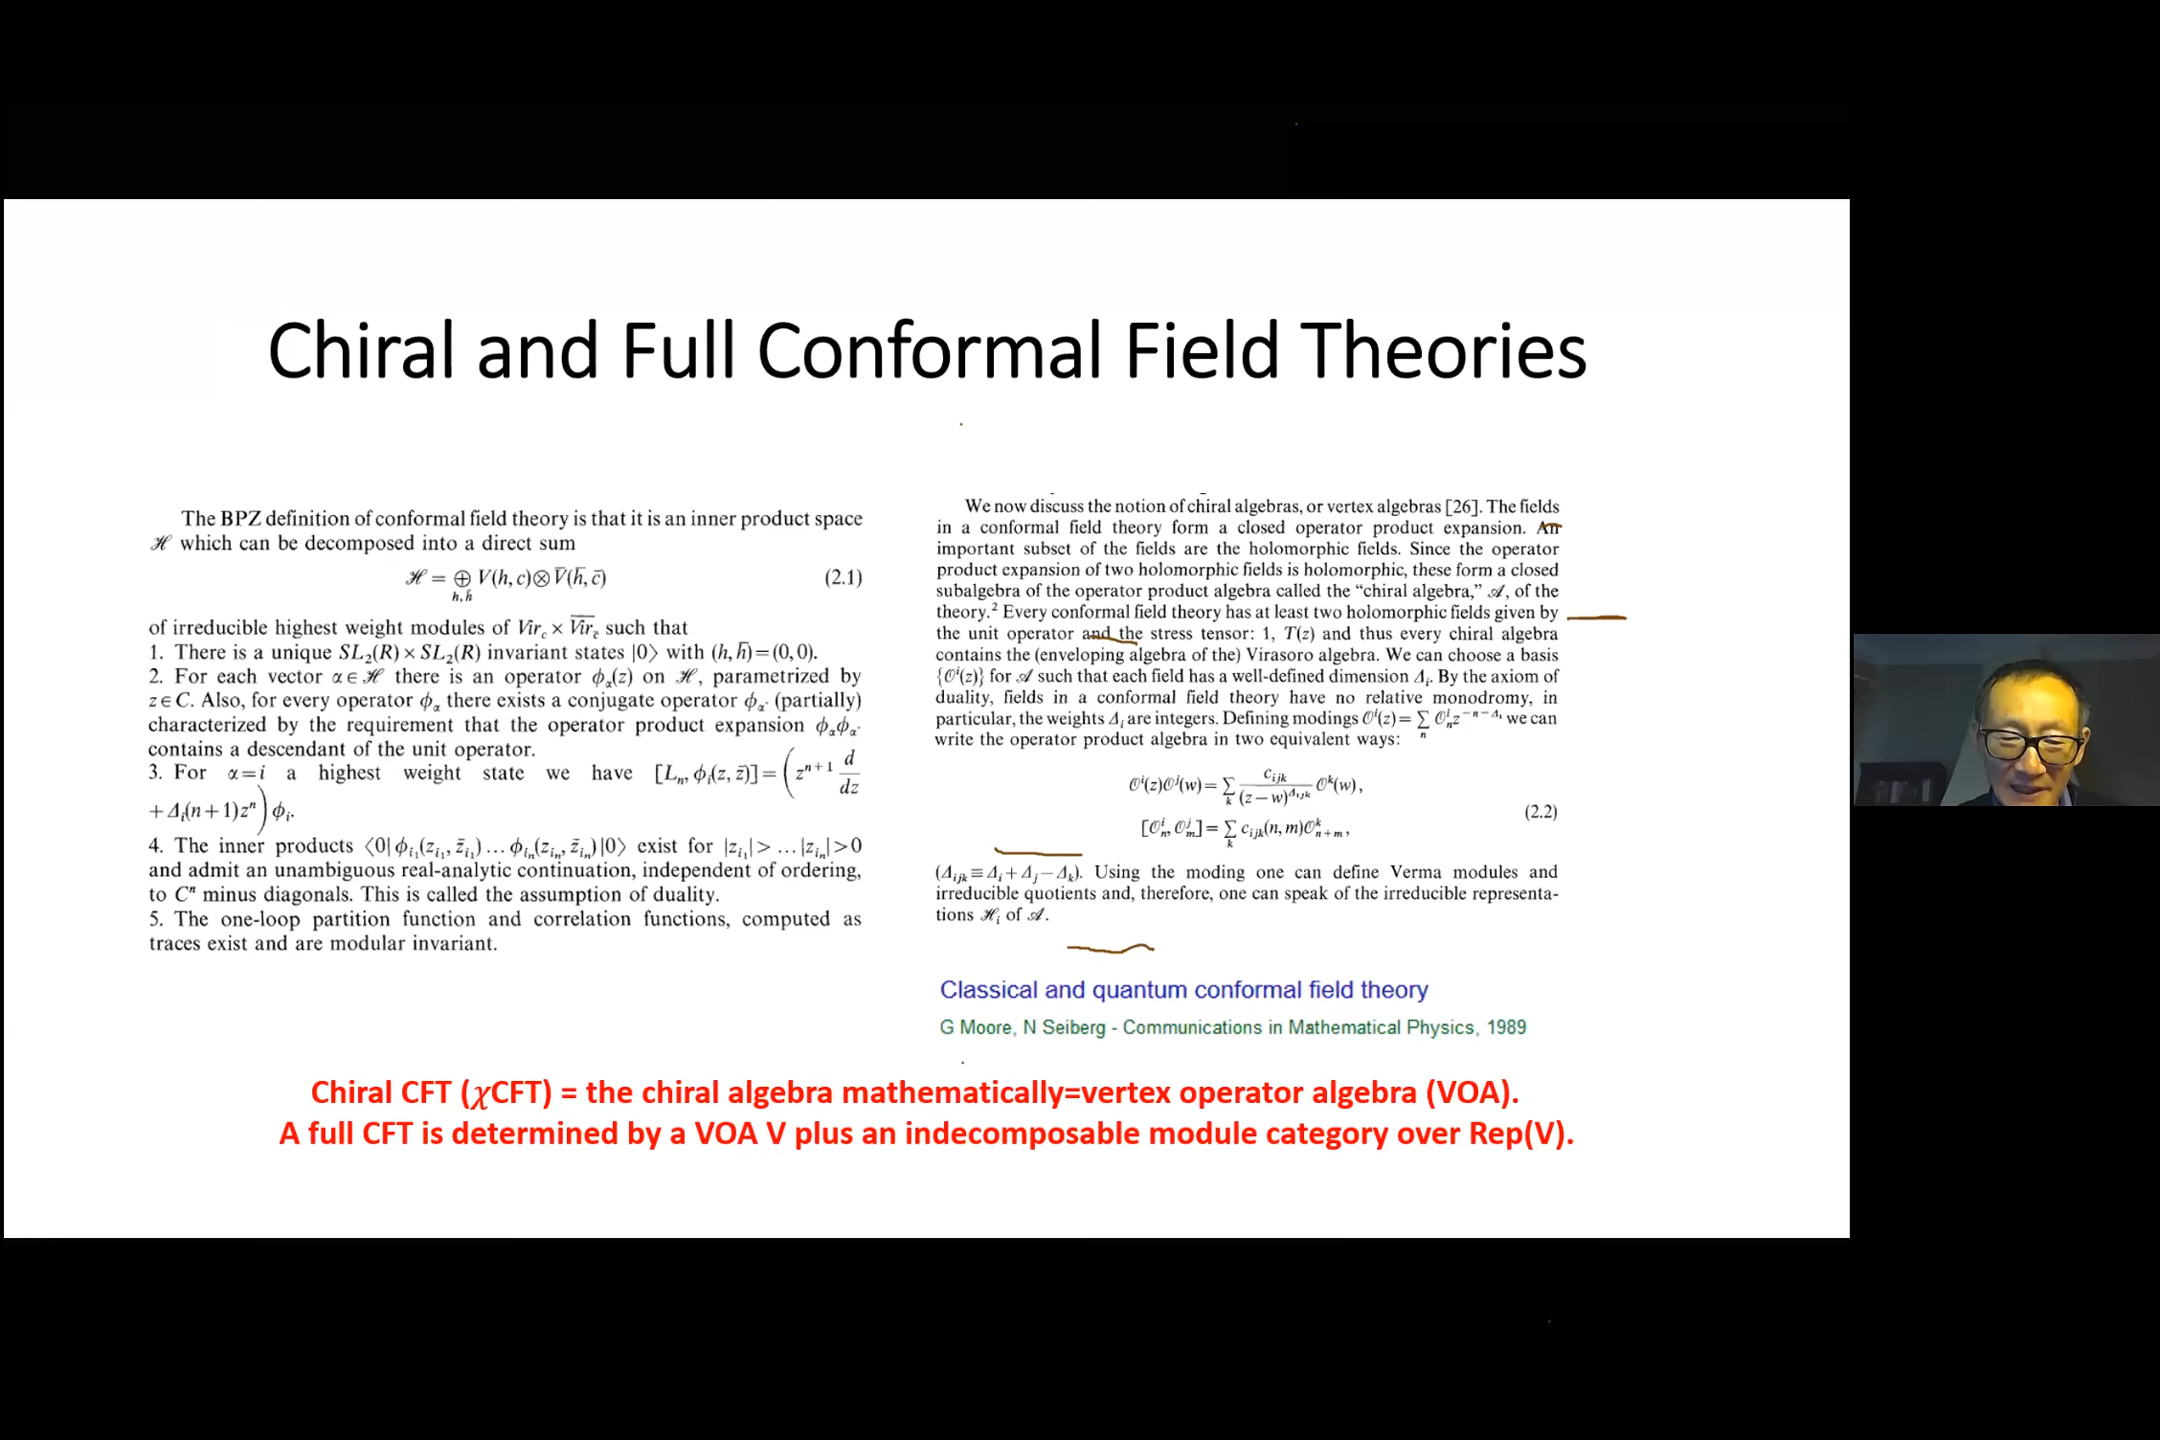 Chiral and Full Conformal Field Theories
The BPZ definition of conformal field theory is that it is an inner product space
ℋ which can be decomposed into a direct sum
ℋ = ⊕ V(h, c)⊗V̄(h̄, c̄) (2.1)
h, h̄
of irreducible highest weight modules of Vir_c × \overline{Vir}_c̄ such that
1. There is a unique SL₂(R) × SL₂(R) invariant states |0⟩ with (h, h̄)=(0, 0).
2. For each vector α ∈ ℋ there is an operator ϕ_α(z) on ℋ, parametrized by
z ∈ C. Also, for every operator ϕ_α there exists a conjugate operator ϕ_α' (partially)
characterized by the requirement that the operator product expansion ϕ_αϕ_α'
contains a descendant of the unit operator.
3. For α=i a highest weight state we have [L_n, ϕ_i(z, z̄)] = (z^{n+1} d/dz
+ Δ_i(n+1)z^n) ϕ_i.
4. The inner products ⟨0| ϕ_{i₁}(z_{i₁}, z̄_{i₁}) … ϕ_{i_n}(z_{i_n}, z̄_{i_n}) |0⟩ exist for |z_{i₁}| > … |z_{i_n}| > 0
and admit an unambiguous real-analytic continuation, independent of ordering,
to Cⁿ minus diagonals. This is called the assumption of duality.
5. The one-loop partition function and correlation functions, computed as
traces exist and are modular invariant.
We now discuss the notion of chiral algebras, or vertex algebras [26]. The fields
in a conformal field theory form a closed operator product expansion. An
important subset of the fields are the holomorphic fields. Since the operator
product expansion of two holomorphic fields is holomorphic, these form a closed
subalgebra of the operator product algebra called the “chiral algebra,” 𝒜, of the
theory.² Every conformal field theory has at least two holomorphic fields given by
the unit operator and the stress tensor: 1, T(z) and thus every chiral algebra
contains the (enveloping algebra of the) Virasoro algebra. We can choose a basis
{𝒪ⁱ(z)} for 𝒜 such that each field has a well-defined dimension Δ_i. By the axiom of
duality, fields in a conformal field theory have no relative monodromy, in
particular, the weights Δ_i are integers. Defining modings 𝒪ⁱ(z) = ∑_n 𝒪ⁱ_n z^{-n-Δ_i} we can
write the operator product algebra in two equivalent ways:
𝒪ⁱ(z)𝒪ʲ(w) = ∑_k c_{ijk}/(z−w)^{Δ_{ijk}} 𝒪ᵏ(w),
(2.2)
[𝒪ⁱ_n, 𝒪ʲ_m] = ∑_k c_{ijk}(n, m)𝒪ᵏ_{n+m},
(Δ_{ijk} ≡ Δ_i + Δ_j − Δ_k). Using the moding one can define Verma modules and
irreducible quotients and, therefore, one can speak of the irreducible representa-
tions ℋ_i of 𝒜.
Classical and quantum conformal field theory
G Moore, N Seiberg - Communications in Mathematical Physics, 1989
Chiral CFT (χCFT) = the chiral algebra mathematically=vertex operator algebra (VOA).
A full CFT is determined by a VOA V plus an indecomposable module category over Rep(V).